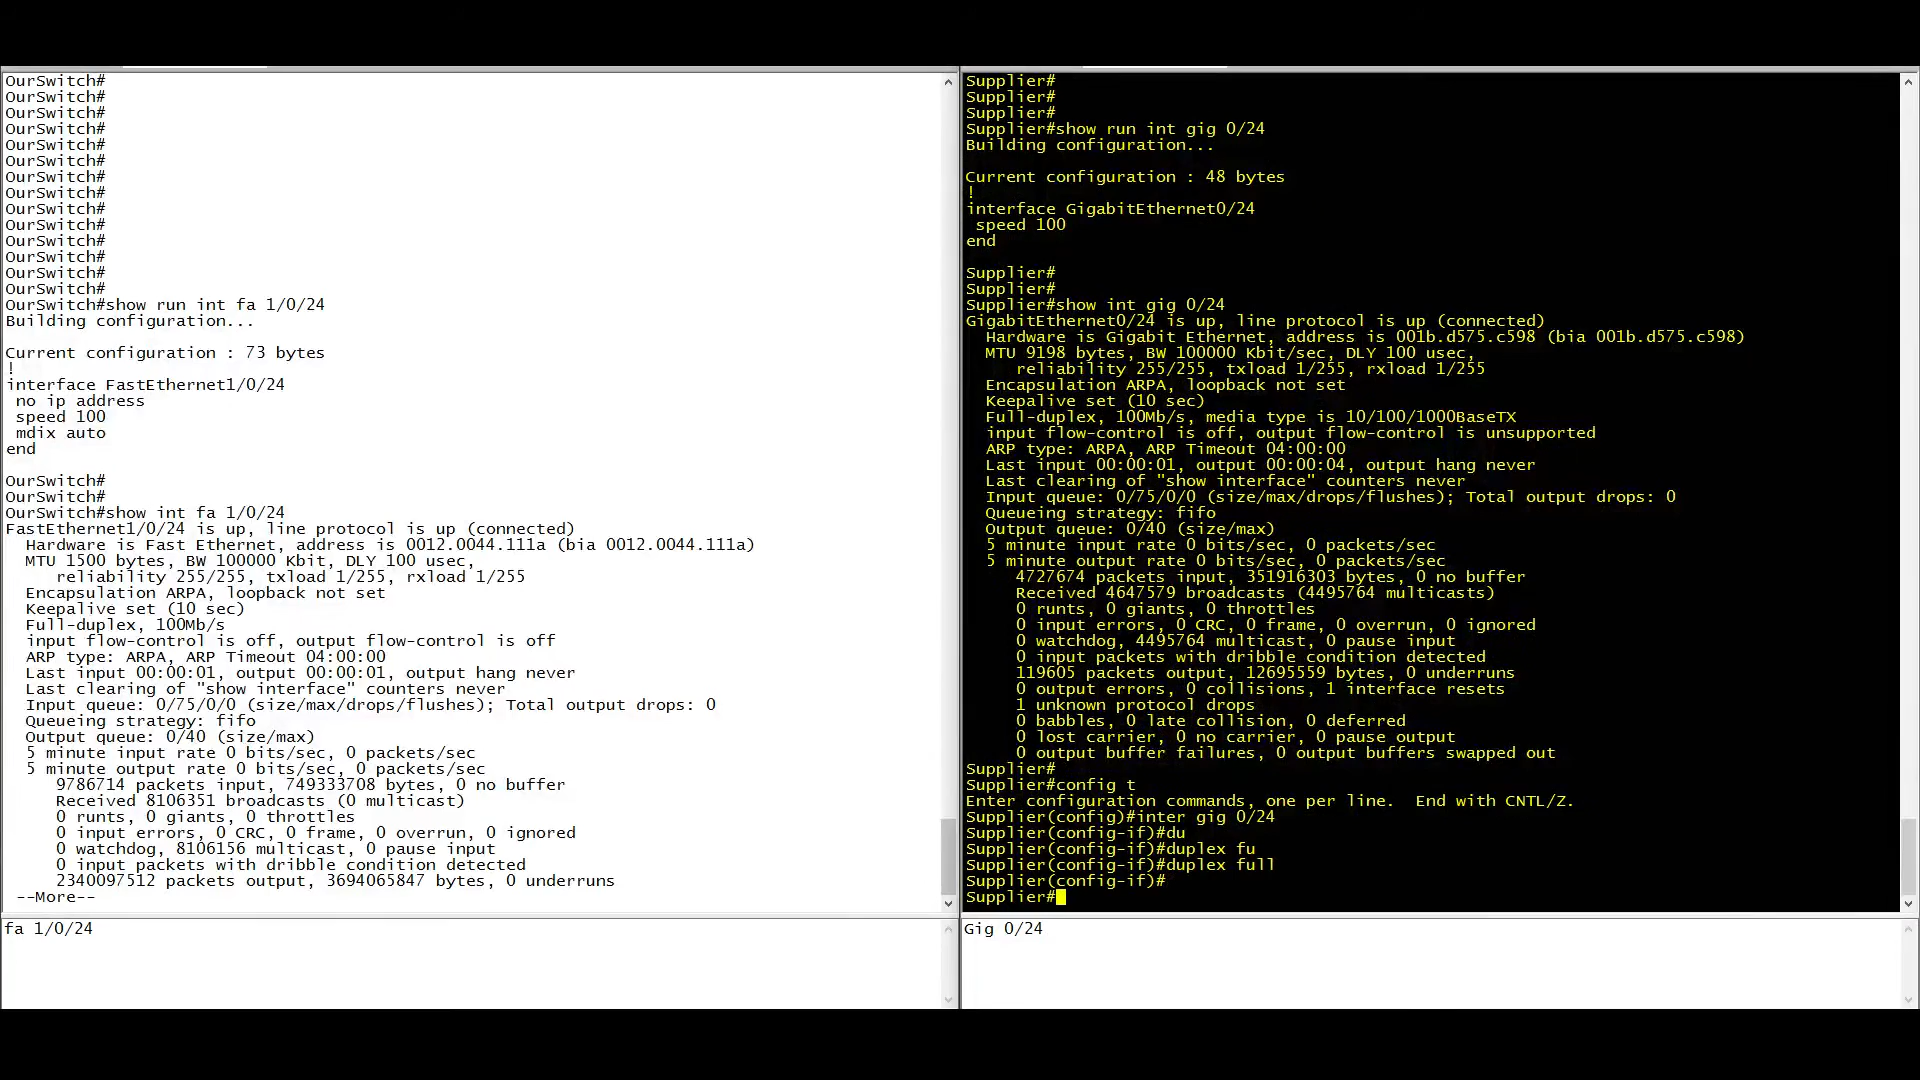 OurSwitch#
OurSwitch#
OurSwitch#
OurSwitch#
OurSwitch#
OurSwitch#
OurSwitch#
OurSwitch#
OurSwitch#
OurSwitch#
OurSwitch#
OurSwitch#
OurSwitch#
OurSwitch#
OurSwitch#show run int fa 1/0/24
Building configuration...

Current configuration : 73 bytes
!
interface FastEthernet1/0/24
 no ip address
 speed 100
 mdix auto
end

OurSwitch#
OurSwitch#
OurSwitch#show int fa 1/0/24
FastEthernet1/0/24 is up, line protocol is up (connected)
  Hardware is Fast Ethernet, address is 0012.0044.111a (bia 0012.0044.111a)
  MTU 1500 bytes, BW 100000 Kbit, DLY 100 usec,
     reliability 255/255, txload 1/255, rxload 1/255
  Encapsulation ARPA, loopback not set
  Keepalive set (10 sec)
  Full-duplex, 100Mb/s
  input flow-control is off, output flow-control is off
  ARP type: ARPA, ARP Timeout 04:00:00
  Last input 00:00:01, output 00:00:01, output hang never
  Last clearing of "show interface" counters never
  Input queue: 0/75/0/0 (size/max/drops/flushes); Total output drops: 0
  Queueing strategy: fifo
  Output queue: 0/40 (size/max)
  5 minute input rate 0 bits/sec, 0 packets/sec
  5 minute output rate 0 bits/sec, 0 packets/sec
     9786714 packets input, 749333708 bytes, 0 no buffer
     Received 8106351 broadcasts (0 multicast)
     0 runts, 0 giants, 0 throttles
     0 input errors, 0 CRC, 0 frame, 0 overrun, 0 ignored
     0 watchdog, 8106156 multicast, 0 pause input
     0 input packets with dribble condition detected
     2340097512 packets output, 3694065847 bytes, 0 underruns
 --More--
fa 1/0/24
Supplier#
Supplier#
Supplier#
Supplier#show run int gig 0/24
Building configuration...

Current configuration : 48 bytes
!
interface GigabitEthernet0/24
 speed 100
end

Supplier#
Supplier#
Supplier#show int gig 0/24
GigabitEthernet0/24 is up, line protocol is up (connected)
  Hardware is Gigabit Ethernet, address is 001b.d575.c598 (bia 001b.d575.c598)
  MTU 9198 bytes, BW 100000 Kbit/sec, DLY 100 usec,
     reliability 255/255, txload 1/255, rxload 1/255
  Encapsulation ARPA, loopback not set
  Keepalive set (10 sec)
  Full-duplex, 100Mb/s, media type is 10/100/1000BaseTX
  input flow-control is off, output flow-control is unsupported
  ARP type: ARPA, ARP Timeout 04:00:00
  Last input 00:00:01, output 00:00:04, output hang never
  Last clearing of "show interface" counters never
  Input queue: 0/75/0/0 (size/max/drops/flushes); Total output drops: 0
  Queueing strategy: fifo
  Output queue: 0/40 (size/max)
  5 minute input rate 0 bits/sec, 0 packets/sec
  5 minute output rate 0 bits/sec, 0 packets/sec
     4727674 packets input, 351916303 bytes, 0 no buffer
     Received 4647579 broadcasts (4495764 multicasts)
     0 runts, 0 giants, 0 throttles
     0 input errors, 0 CRC, 0 frame, 0 overrun, 0 ignored
     0 watchdog, 4495764 multicast, 0 pause input
     0 input packets with dribble condition detected
     119605 packets output, 12695559 bytes, 0 underruns
     0 output errors, 0 collisions, 1 interface resets
     1 unknown protocol drops
     0 babbles, 0 late collision, 0 deferred
     0 lost carrier, 0 no carrier, 0 pause output
     0 output buffer failures, 0 output buffers swapped out
Supplier#
Supplier#config t
Enter configuration commands, one per line.  End with CNTL/Z.
Supplier(config)#inter gig 0/24
Supplier(config-if)#du
Supplier(config-if)#duplex fu
Supplier(config-if)#duplex full
Supplier(config-if)#
Supplier#
Gig 0/24